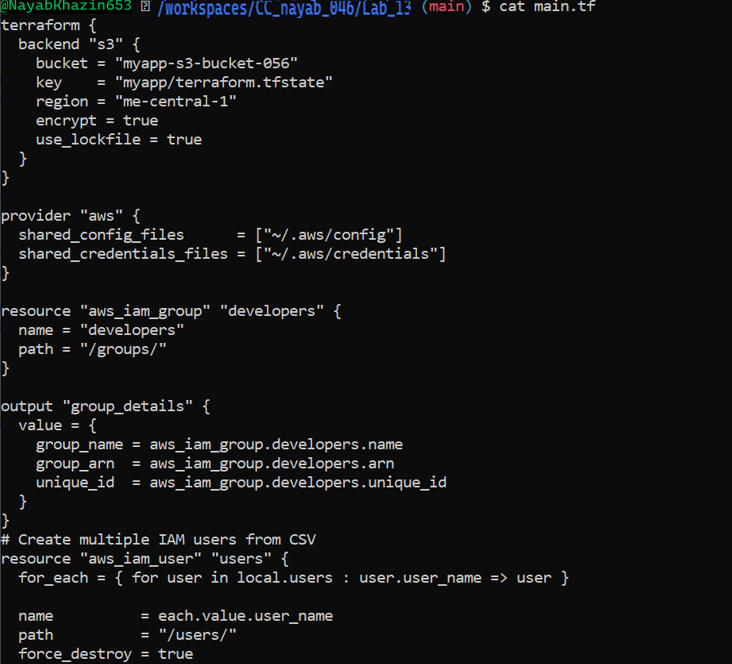 @NayabKhazin653 /workspaces/CC_nayab_046/Lab_13 (main) $ cat main.tf
terraform {
  backend "s3" {
    bucket = "myapp-s3-bucket-056"
    key    = "myapp/terraform.tfstate"
    region = "me-central-1"
    encrypt = true
    use_lockfile = true
  }
}

provider "aws" {
  shared_config_files      = ["~/.aws/config"]
  shared_credentials_files = ["~/.aws/credentials"]
}

resource "aws_iam_group" "developers" {
  name = "developers"
  path = "/groups/"
}

output "group_details" {
  value = {
    group_name = aws_iam_group.developers.name
    group_arn  = aws_iam_group.developers.arn
    unique_id  = aws_iam_group.developers.unique_id
  }
}
# Create multiple IAM users from CSV
resource "aws_iam_user" "users" {
  for_each = { for user in local.users : user.user_name => user }

  name          = each.value.user_name
  path          = "/users/"
  force_destroy = true